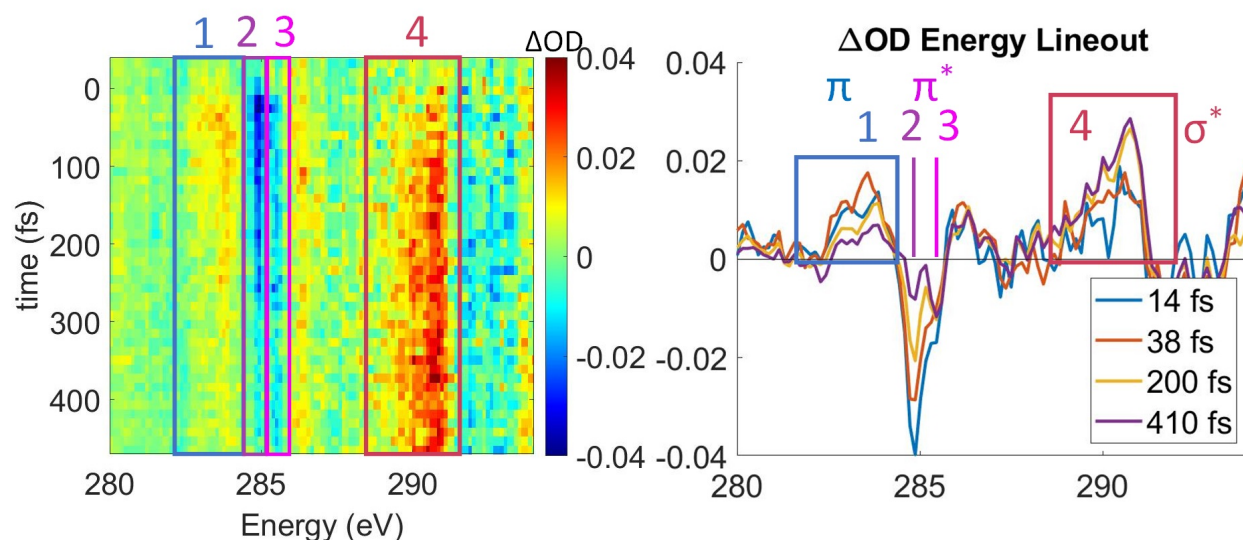 1 2 3 4
ΔOD
0
100
200
300
400
time (fs)
280 285 290
Energy (eV)
0.04
0.02
0
-0.02
-0.04
ΔOD Energy Lineout
0.04
0.02
0
-0.02
-0.04
π π*
1 2 3 4 σ*
14 fs
38 fs
200 fs
410 fs
280 285 290